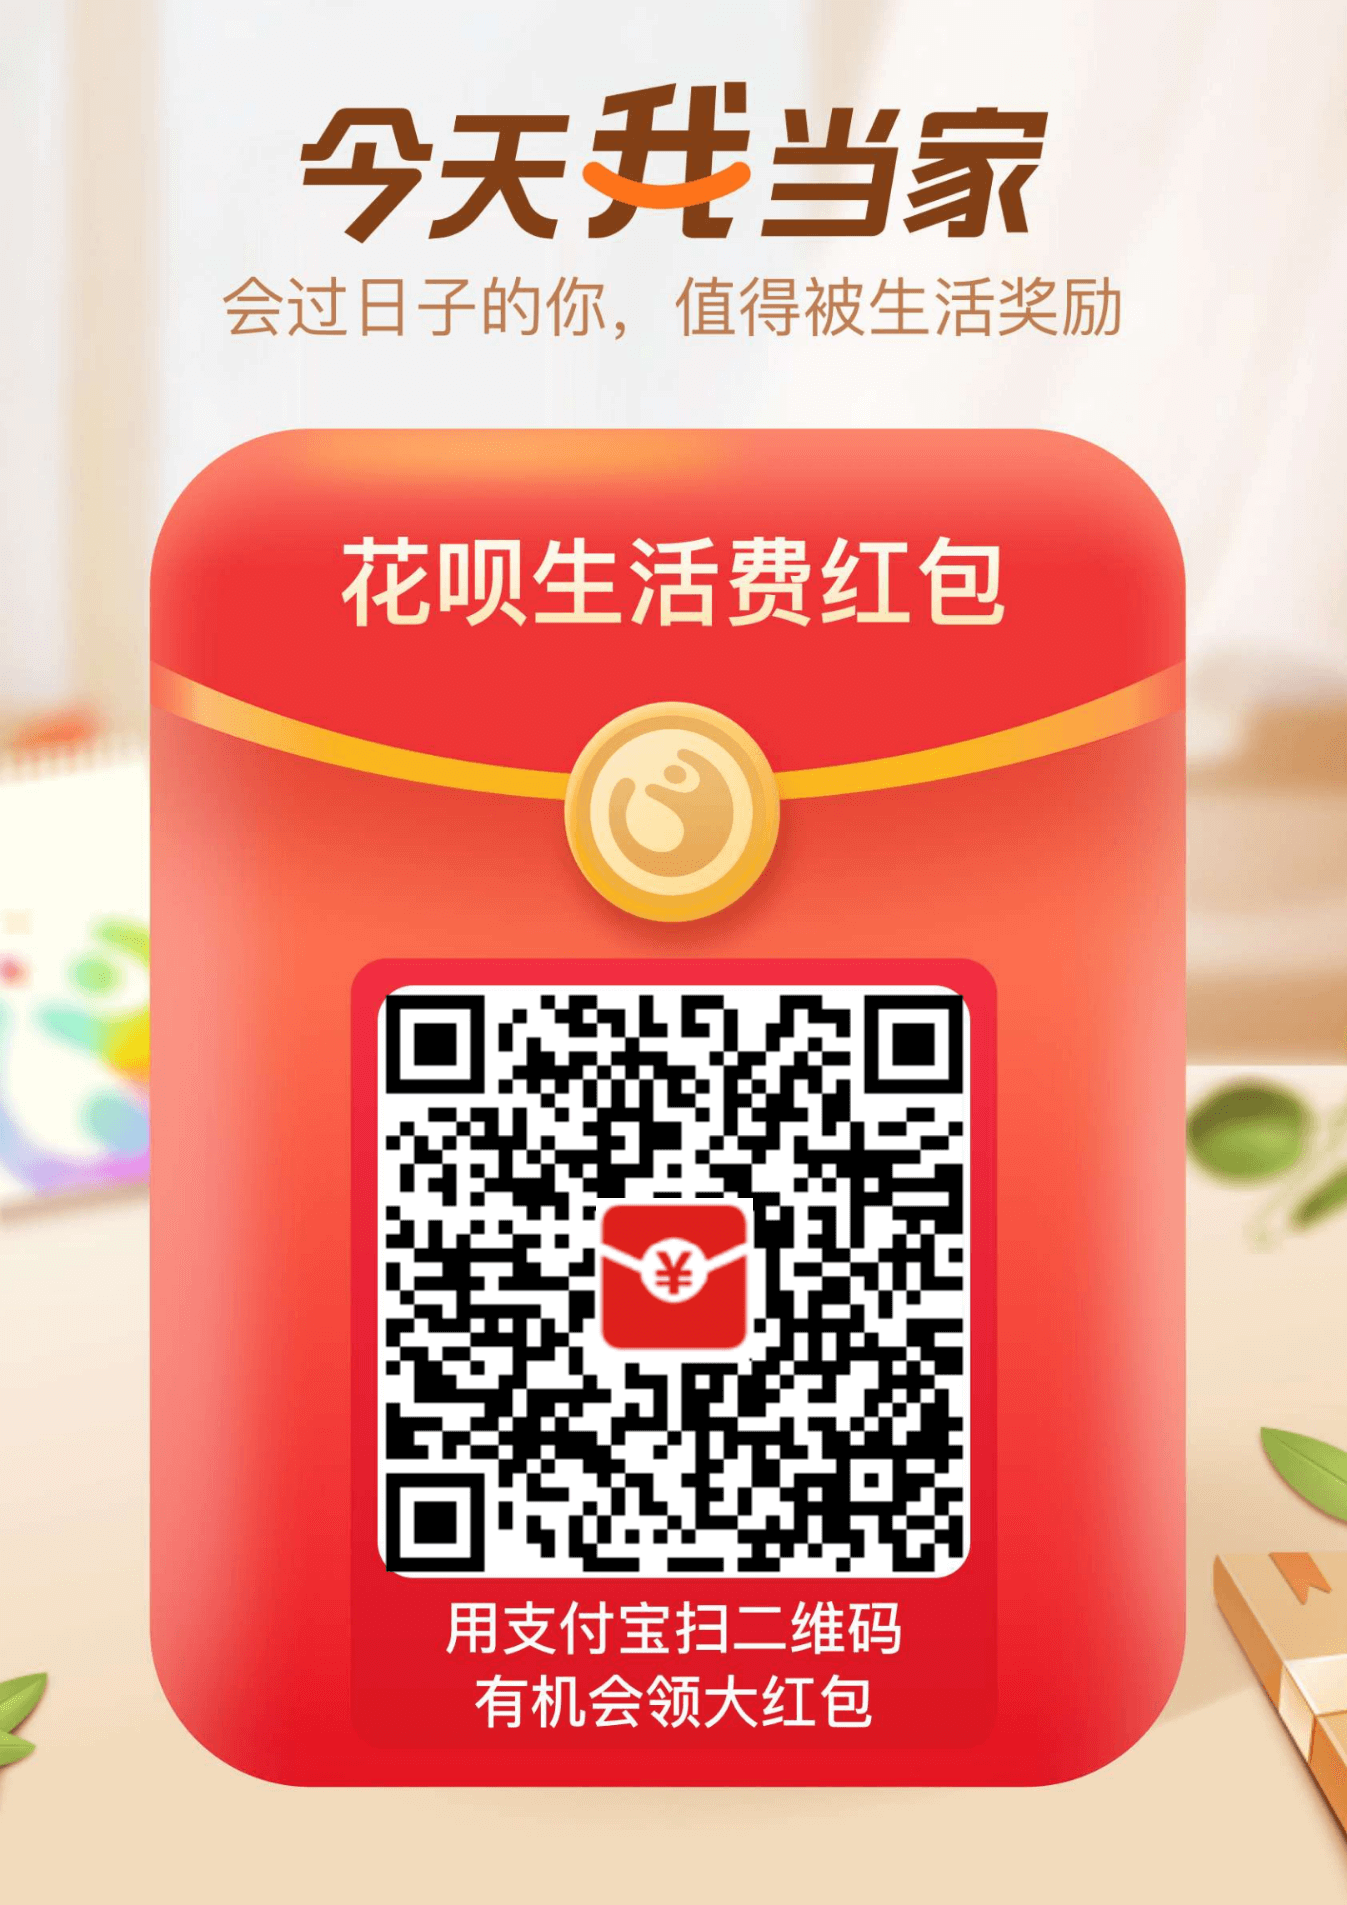 今天我当家
会过日子的你，值得被生活奖励
花呗生活费红包
¥
用支付宝扫二维码
有机会领大红包